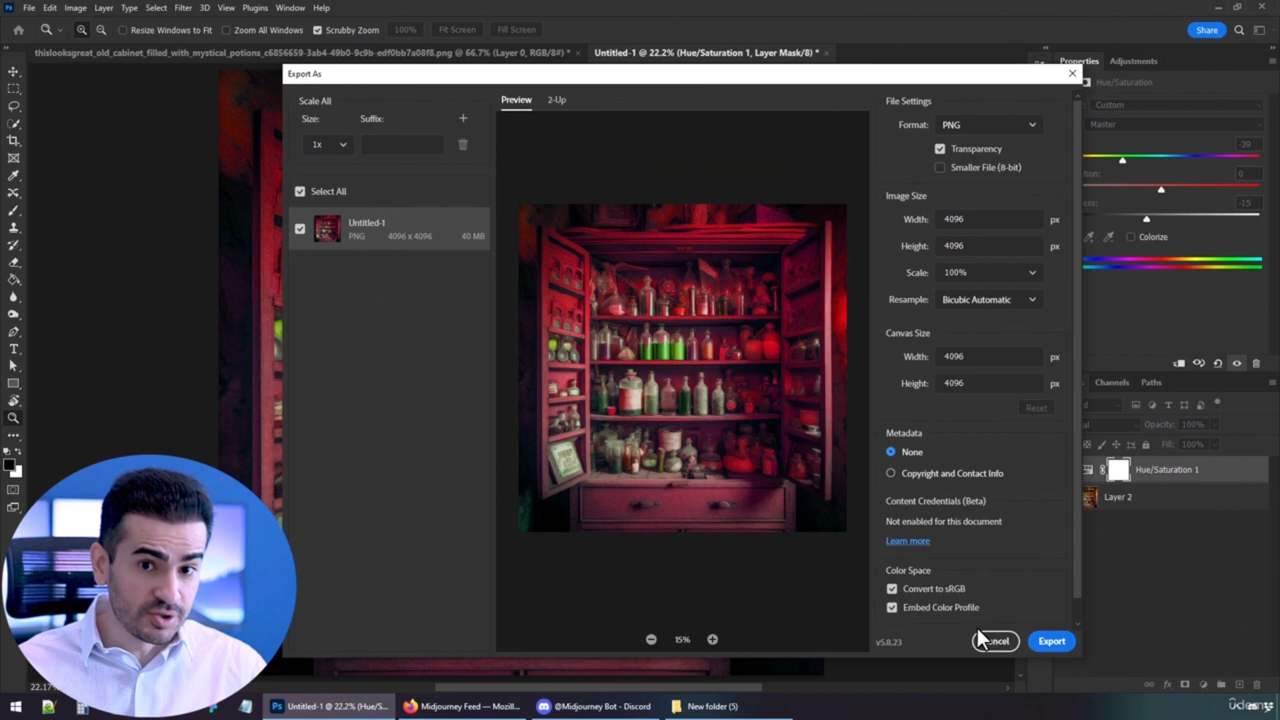 File Edit Image Layer Type Select Filter 3D View Plugins Window Help
Resize Windows to Fit Zoom All Windows Scrubby Zoom 100% Fit Screen Fill Screen Share
thislooksgreat_old_cabinet_filled_with_mystical_potions_c6856659-3ab4-49b0-9c9b-edf0bb7a08f8.png @ 66.7% (Layer 0, RGB/8#) * × Untitled-1 @ 22.2% (Hue/Saturation 1, Layer Mask/8) * ×
Properties Adjustments
Export As
Hue/Saturation
Scale All
Size: Suffix:
1x
Select All
Untitled-1
PNG 4096 x 4096 40 MB
Preview 2-Up
15%
File Settings
Format: PNG
Transparency
Smaller File (8-bit)
Image Size
Width: 4096 px
Height: 4096 px
Scale: 100%
Resample: Bicubic Automatic
Canvas Size
Width: 4096 px
Height: 4096 px
Reset
Metadata
None
Copyright and Contact Info
Content Credentials (Beta)
Not enabled for this document
Learn more
Color Space
Convert to sRGB
Embed Color Profile
v5.8.23 Export
Custom
Master
-39
0
-15
Colorize
Channels Paths
Opacity: 100%
Fill: 100%
Hue/Saturation 1
Layer 2
22.17%
Ps Untitled-1 @ 22.2% (Hue/S... Midjourney Feed — Mozil... @Midjourney Bot - Discord New folder (5)